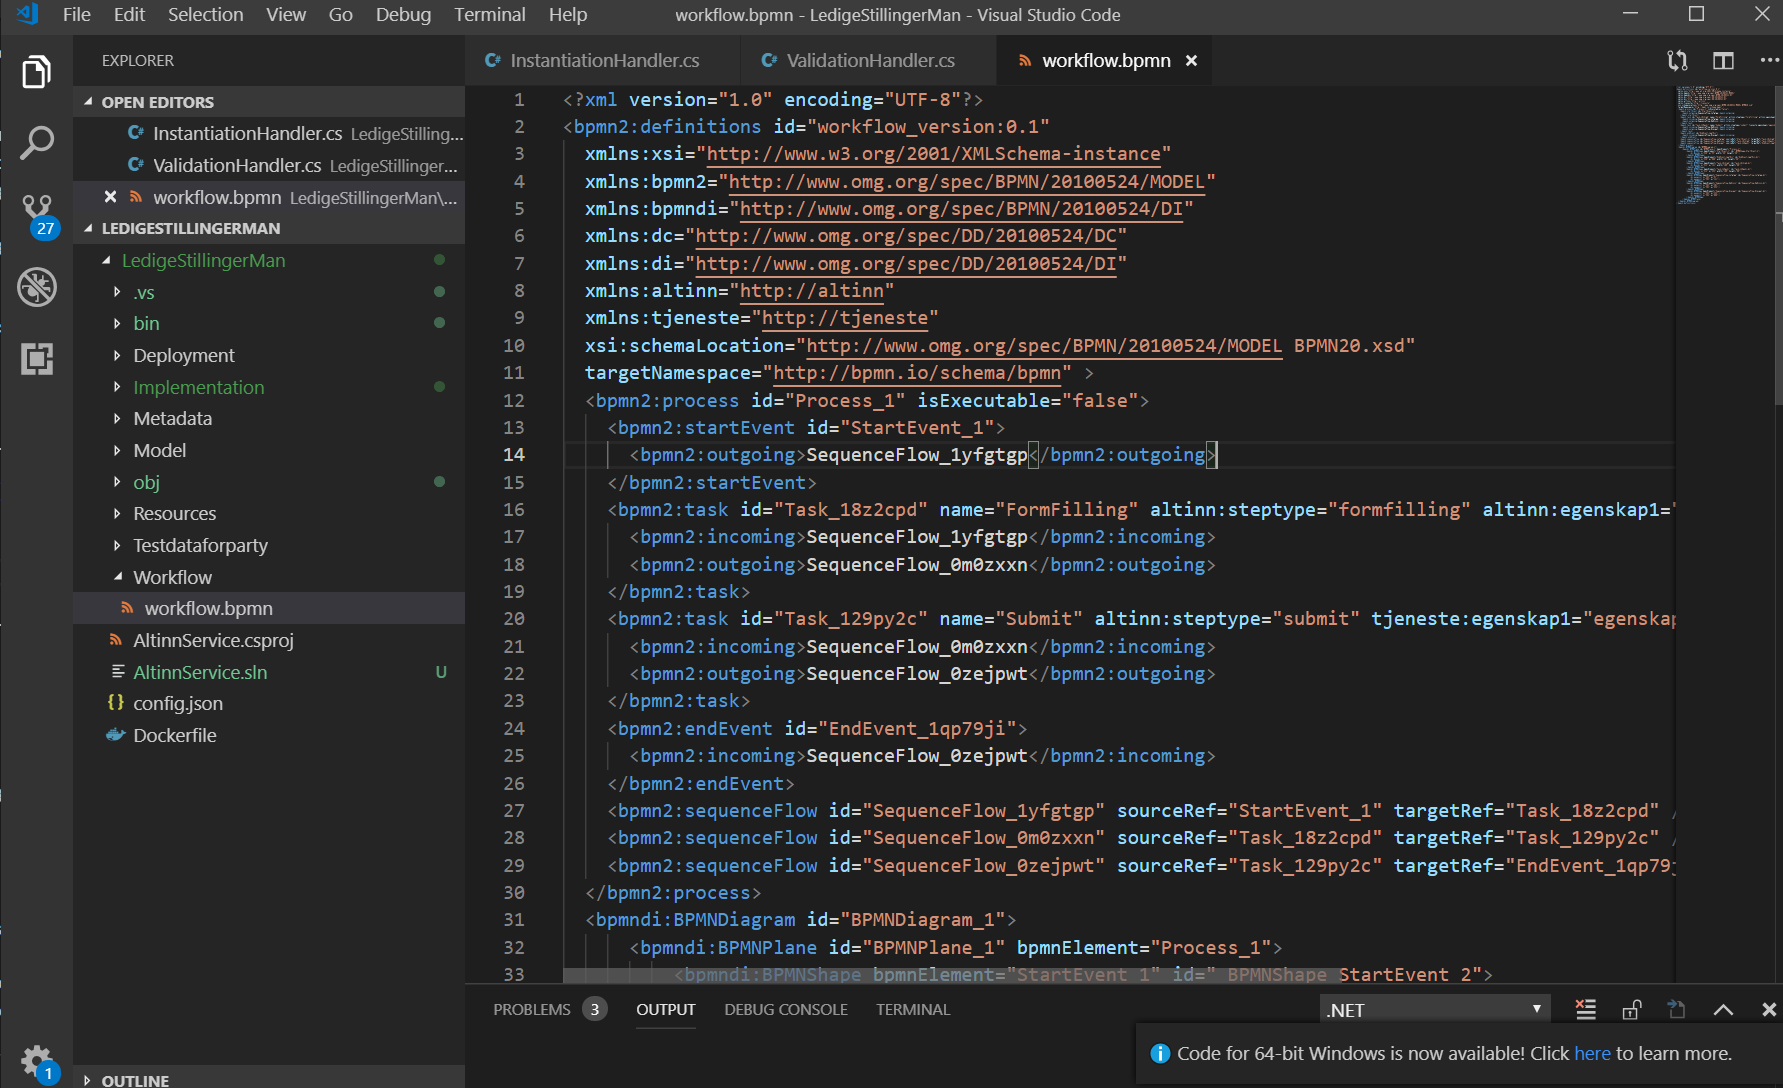 File Edit Selection View Go Debug Terminal Help workflow.bpmn - LedigeStillingerMan - Visual Studio Code
EXPLORER
OPEN EDITORS
InstantiationHandler.cs LedigeStilling...
ValidationHandler.cs LedigeStillinger...
workflow.bpmn LedigeStillingerMan\...
27
LEDIGESTILLINGERMAN
LedigeStillingerMan
.vs
bin
Deployment
Implementation
Metadata
Model
obj
Resources
Testdataforparty
Workflow
workflow.bpmn
AltinnService.csproj
AltinnService.sln U
config.json
Dockerfile
1
OUTLINE
InstantiationHandler.cs ValidationHandler.cs workflow.bpmn
1 <?xml version="1.0" encoding="UTF-8"?>
2 <bpmn2:definitions id="workflow_version:0.1"
3 xmlns:xsi="http://www.w3.org/2001/XMLSchema-instance"
4 xmlns:bpmn2="http://www.omg.org/spec/BPMN/20100524/MODEL"
5 xmlns:bpmndi="http://www.omg.org/spec/BPMN/20100524/DI"
6 xmlns:dc="http://www.omg.org/spec/DD/20100524/DC"
7 xmlns:di="http://www.omg.org/spec/DD/20100524/DI"
8 xmlns:altinn="http://altinn"
9 xmlns:tjeneste="http://tjeneste"
10 xsi:schemaLocation="http://www.omg.org/spec/BPMN/20100524/MODEL BPMN20.xsd"
11 targetNamespace="http://bpmn.io/schema/bpmn" >
12 <bpmn2:process id="Process_1" isExecutable="false">
13 <bpmn2:startEvent id="StartEvent_1">
14 <bpmn2:outgoing>SequenceFlow_1yfgtgp</bpmn2:outgoing>
15 </bpmn2:startEvent>
16 <bpmn2:task id="Task_18z2cpd" name="FormFilling" altinn:steptype="formfilling" altinn:egenskap1="
17 <bpmn2:incoming>SequenceFlow_1yfgtgp</bpmn2:incoming>
18 <bpmn2:outgoing>SequenceFlow_0m0zxxn</bpmn2:outgoing>
19 </bpmn2:task>
20 <bpmn2:task id="Task_129py2c" name="Submit" altinn:steptype="submit" tjeneste:egenskap1="egenskap
21 <bpmn2:incoming>SequenceFlow_0m0zxxn</bpmn2:incoming>
22 <bpmn2:outgoing>SequenceFlow_0zejpwt</bpmn2:outgoing>
23 </bpmn2:task>
24 <bpmn2:endEvent id="EndEvent_1qp79ji">
25 <bpmn2:incoming>SequenceFlow_0zejpwt</bpmn2:incoming>
26 </bpmn2:endEvent>
27 <bpmn2:sequenceFlow id="SequenceFlow_1yfgtgp" sourceRef="StartEvent_1" targetRef="Task_18z2cpd" /
28 <bpmn2:sequenceFlow id="SequenceFlow_0m0zxxn" sourceRef="Task_18z2cpd" targetRef="Task_129py2c" /
29 <bpmn2:sequenceFlow id="SequenceFlow_0zejpwt" sourceRef="Task_129py2c" targetRef="EndEvent_1qp79j
30 </bpmn2:process>
31 <bpmndi:BPMNDiagram id="BPMNDiagram_1">
32 <bpmndi:BPMNPlane id="BPMNPlane_1" bpmnElement="Process_1">
33 <bpmndi:BPMNShape bpmnElement="StartEvent_1" id="_BPMNShape_StartEvent_2">
PROBLEMS 3 OUTPUT DEBUG CONSOLE TERMINAL .NET
Code for 64-bit Windows is now available! Click here to learn more.